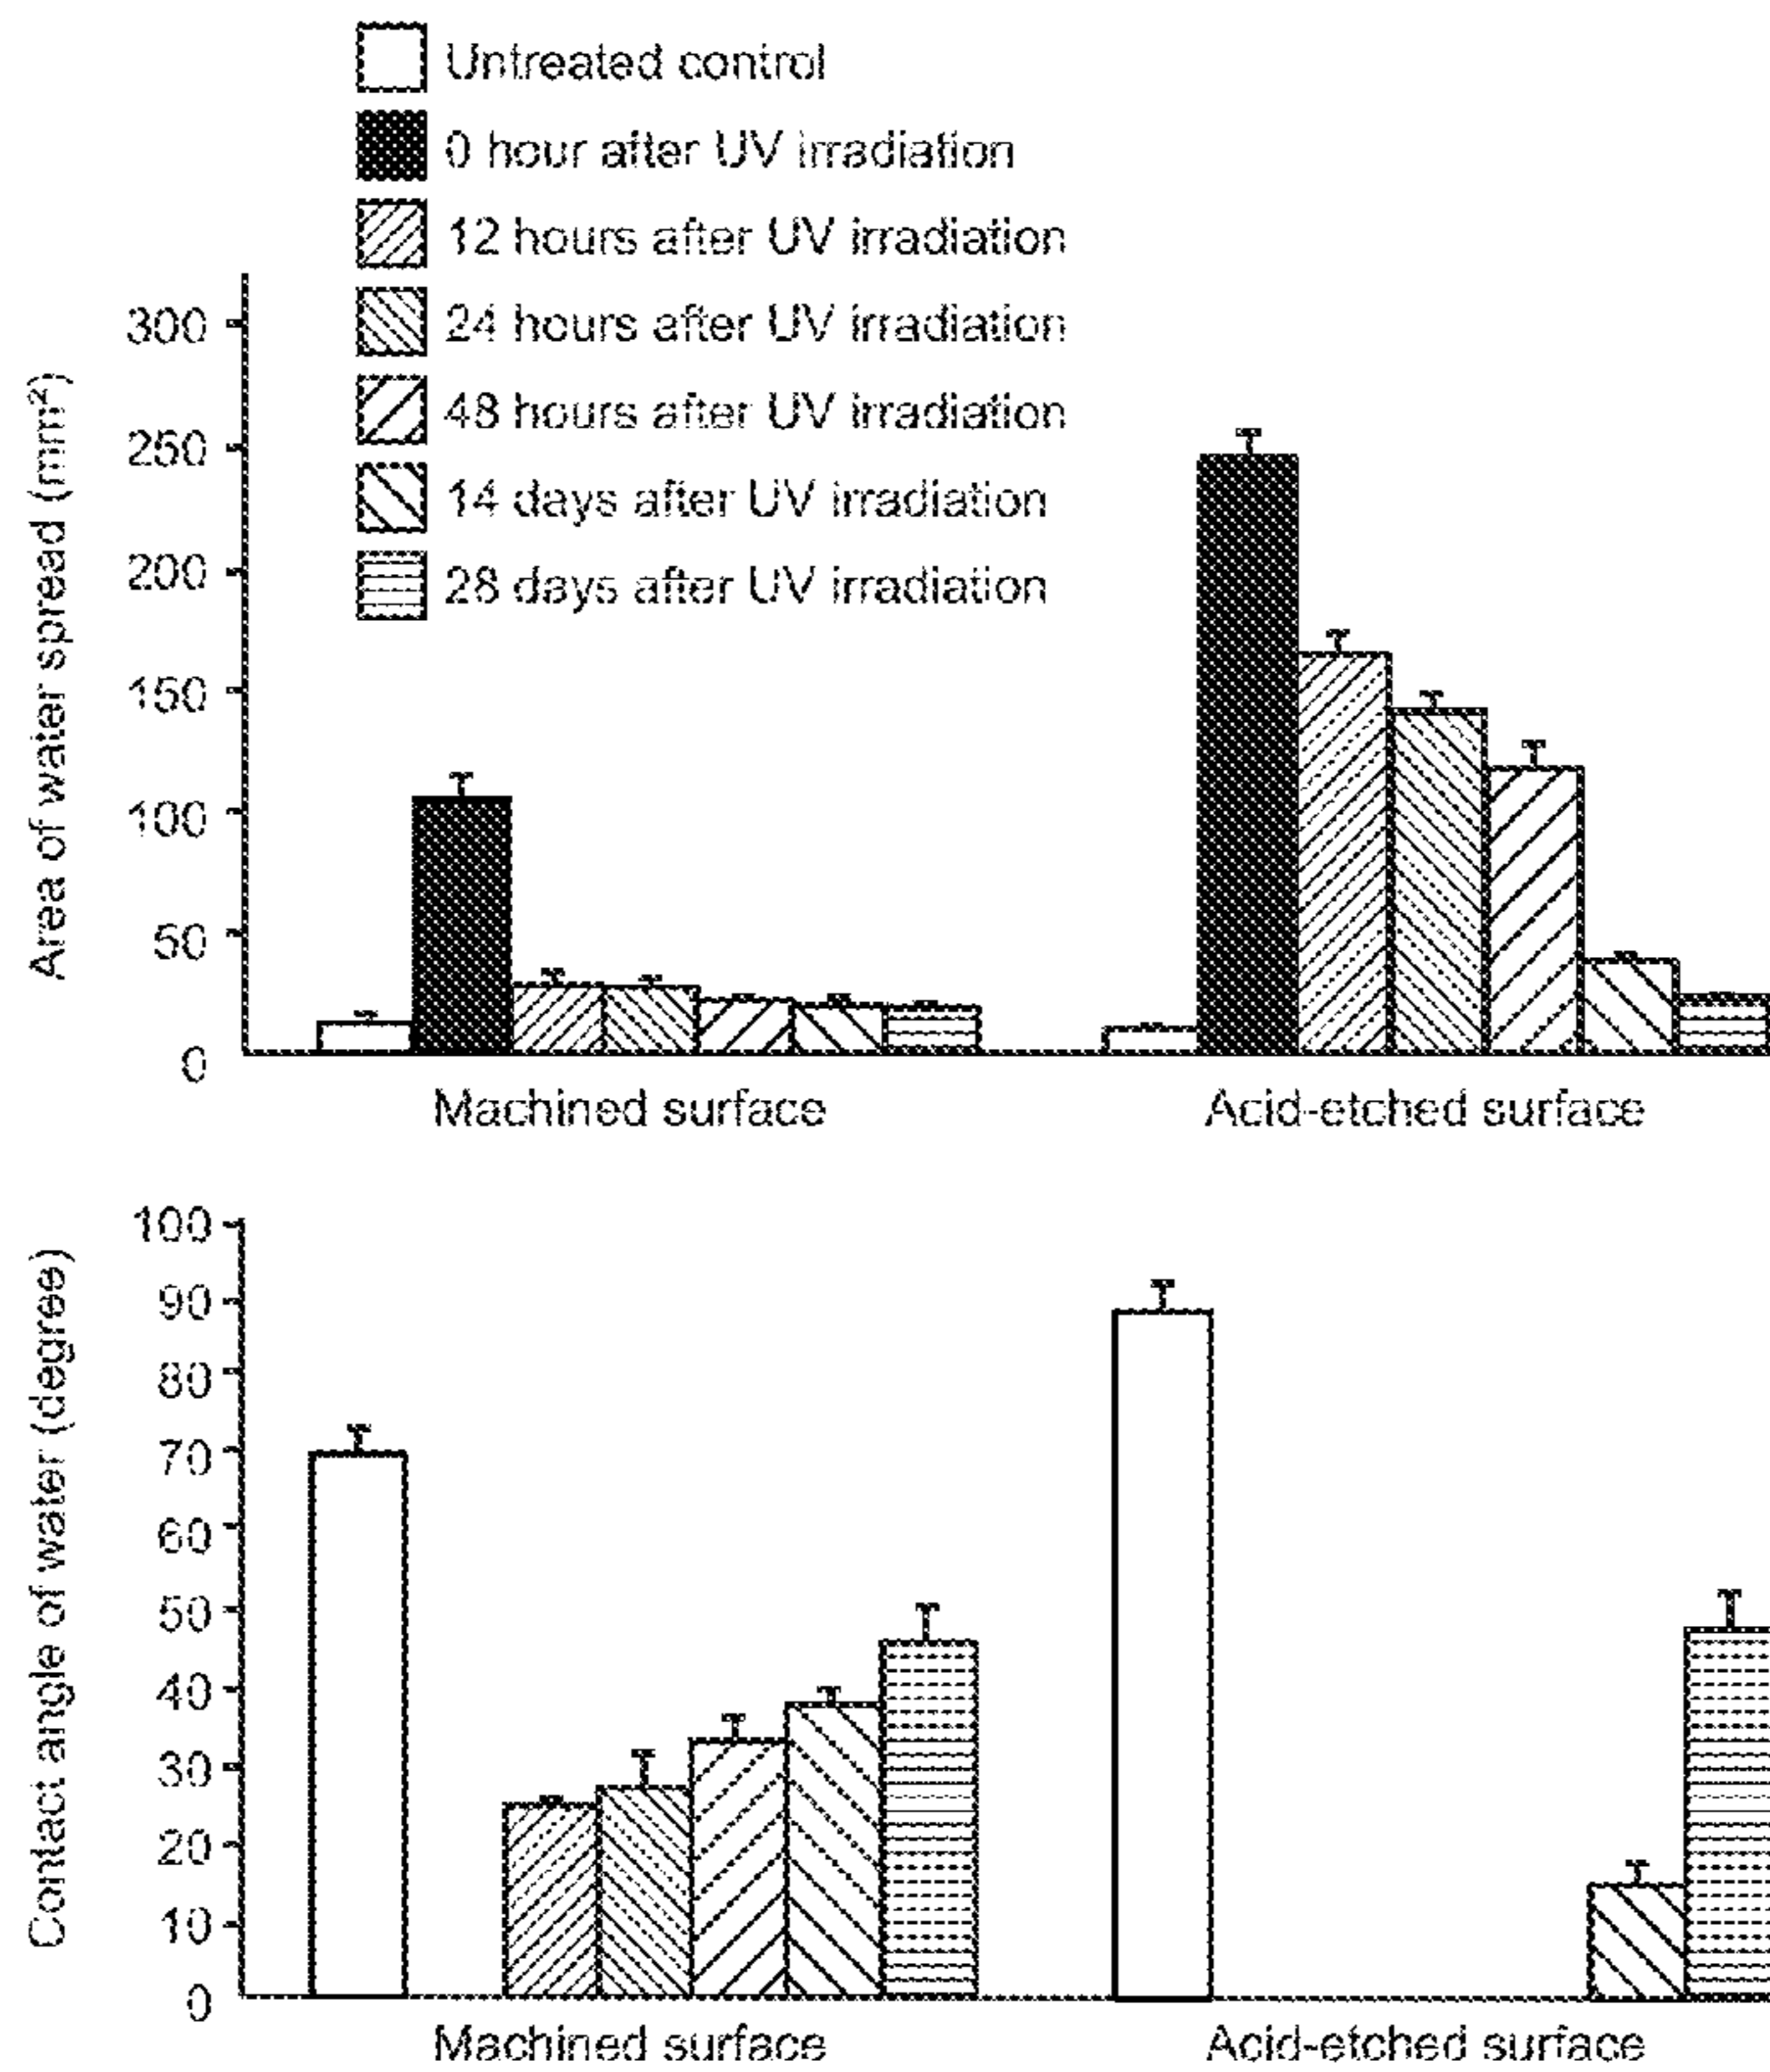 Untreated control
0 hour after UV irradiation
12 hours after UV irradiation
24 hours after UV irradiation
48 hours after UV irradiation
14 days after UV irradiation
28 days after UV irradiation
Area of water spread (mm²)
300
250
200
150
100
50
0
Machined surface
Acid-etched surface
Contact angle of water (degree)
100
90
80
70
60
50
40
30
20
10
0
Machined surface
Acid-etched surface